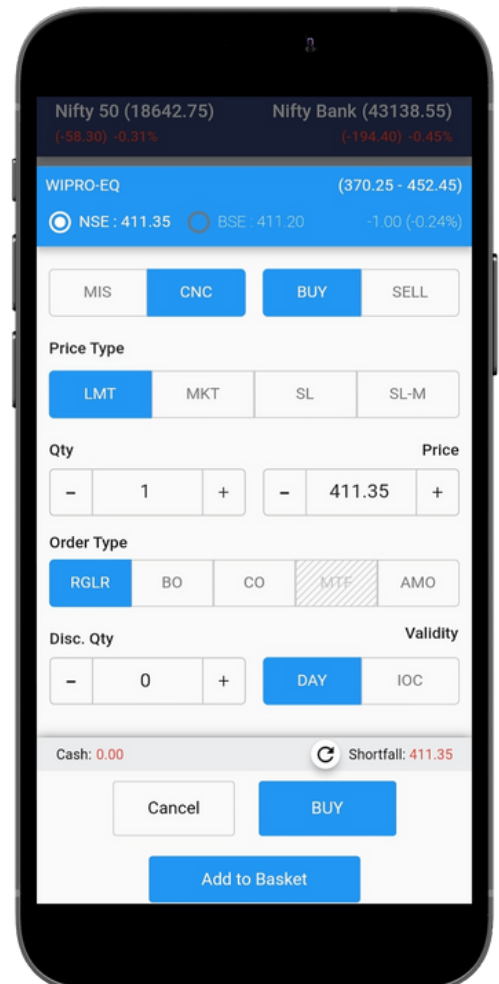 Nifty 50 (18642.75) Nifty Bank (43138.55)
(-58.30) -0.31% (-194.40) -0.45%
WIPRO-EQ (370.25 - 452.45)
NSE : 411.35 BSE : 411.20 -1.00 (-0.24%)
MIS CNC BUY SELL
Price Type
LMT MKT SL SL-M
Qty Price
- 1 + - 411.35 +
Order Type
RGLR BO CO MTF AMO
Disc. Qty Validity
- 0 + DAY IOC
Cash: 0.00 Shortfall: 411.35
Cancel BUY
Add to Basket